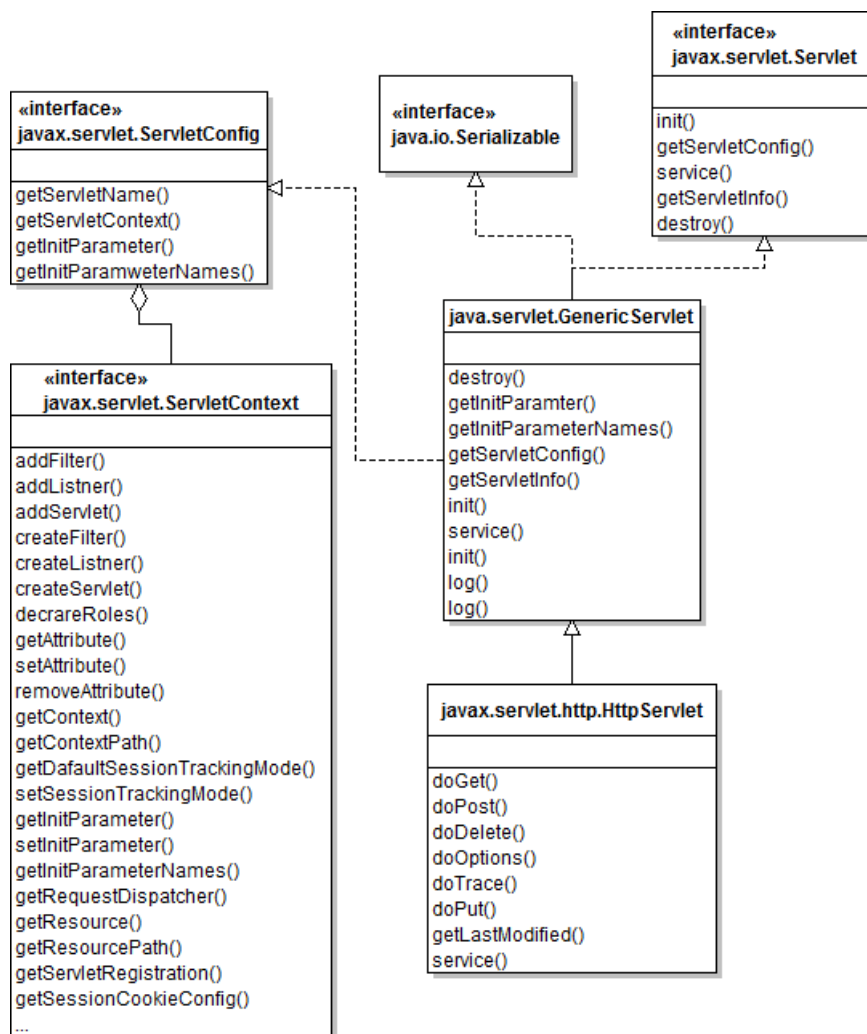 «interface»
javax.servlet.ServletConfig
getServletName()
getServletContext()
getInitParameter()
getInitParamweterNames()
«interface»
java.io.Serializable
«interface»
javax.servlet.Servlet
init()
getServletConfig()
service()
getServletInfo()
destroy()
«interface»
javax.servlet.ServletContext
addFilter()
addListner()
addServlet()
createFilter()
createListner()
createServlet()
decrareRoles()
getAttribute()
setAttribute()
removeAttribute()
getContext()
getContextPath()
getDafaultSessionTrackingMode()
setSessionTrackingMode()
getInitParameter()
setInitParameter()
getInitParameterNames()
getRequestDispatcher()
getResource()
getResourcePath()
getServletRegistration()
getSessionCookieConfig()
...
java.servlet.GenericServlet
destroy()
getInitParamter()
getInitParameterNames()
getServletConfig()
getServletInfo()
init()
service()
init()
log()
log()
javax.servlet.http.HttpServlet
doGet()
doPost()
doDelete()
doOptions()
doTrace()
doPut()
getLastModified()
service()